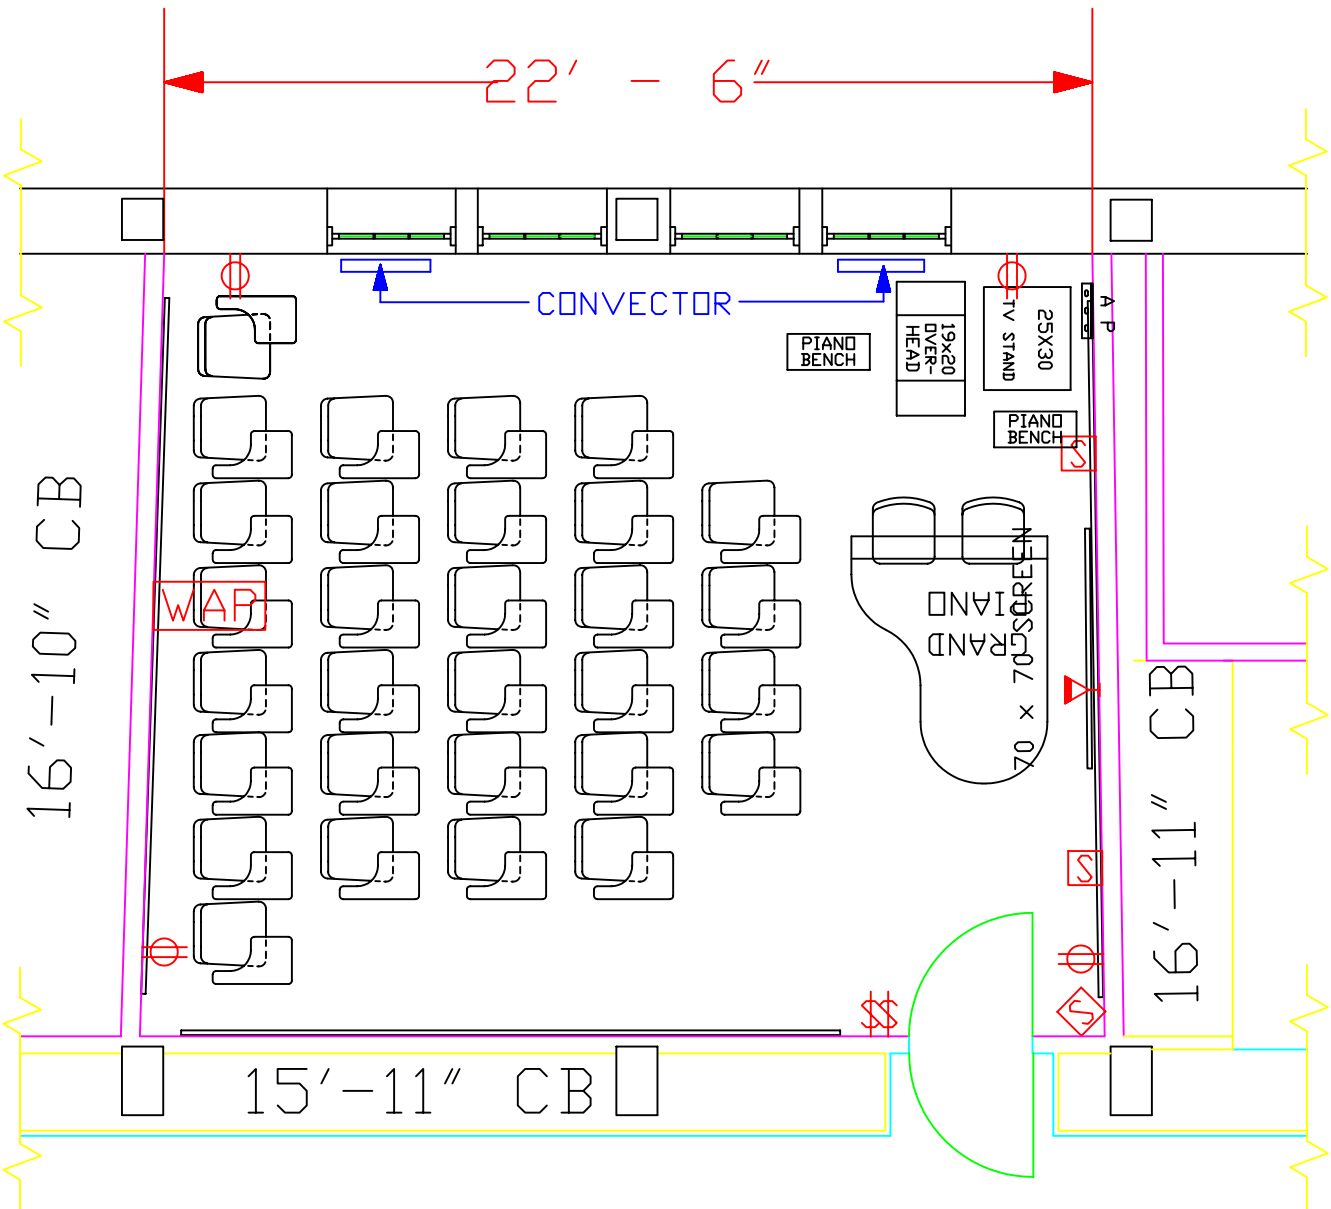 22' - 6"
CONVECTOR
PIANO
BENCH
19x20
OVER-
HEAD
25X30
TV STAND
A P
PIANO
BENCH
S
16'-10" CB
WAP
GRAND
PIANO
70 x 70 SCREEN
16'-11" CB
S
S
$$
15'-11" CB